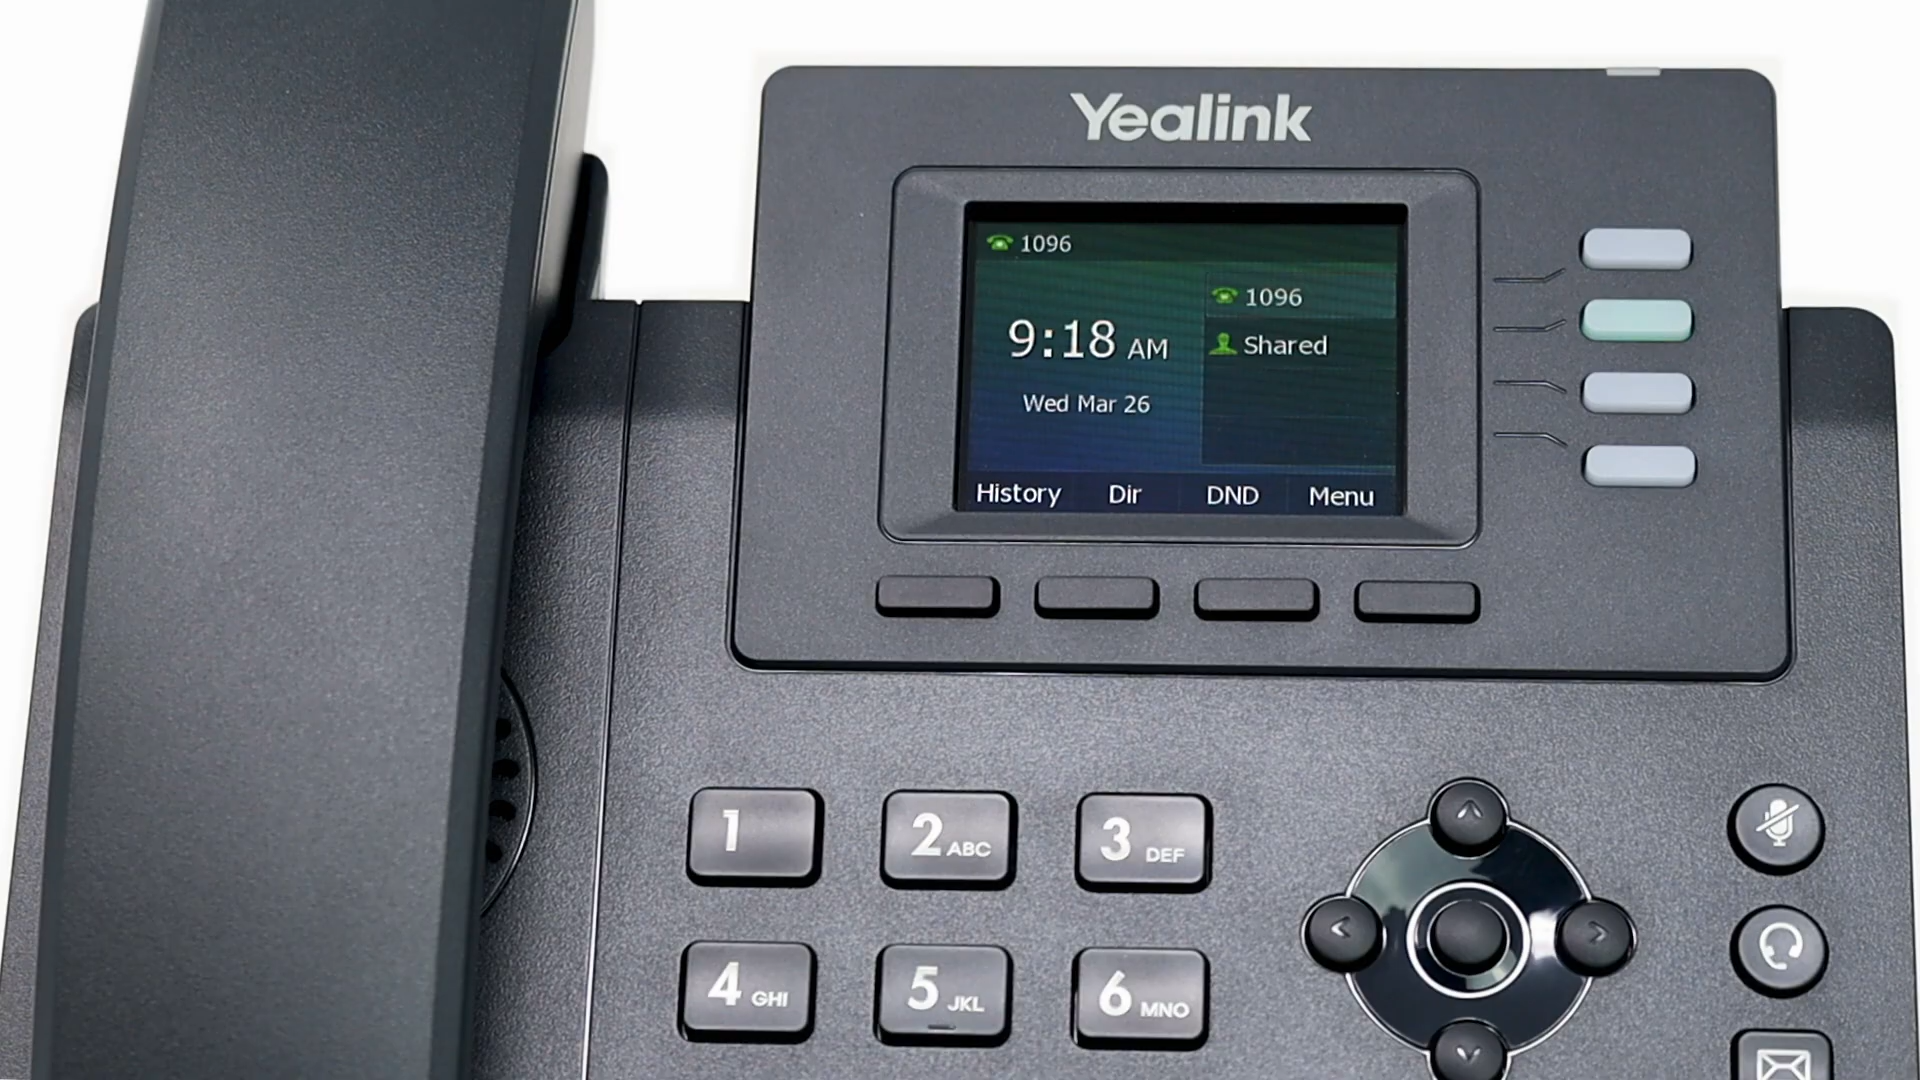 Yealink
1096
1096
9:18 AM
Shared
Wed Mar 26
History Dir DND Menu
1 2 ABC 3 DEF
4 GHI 5 JKL 6 MNO